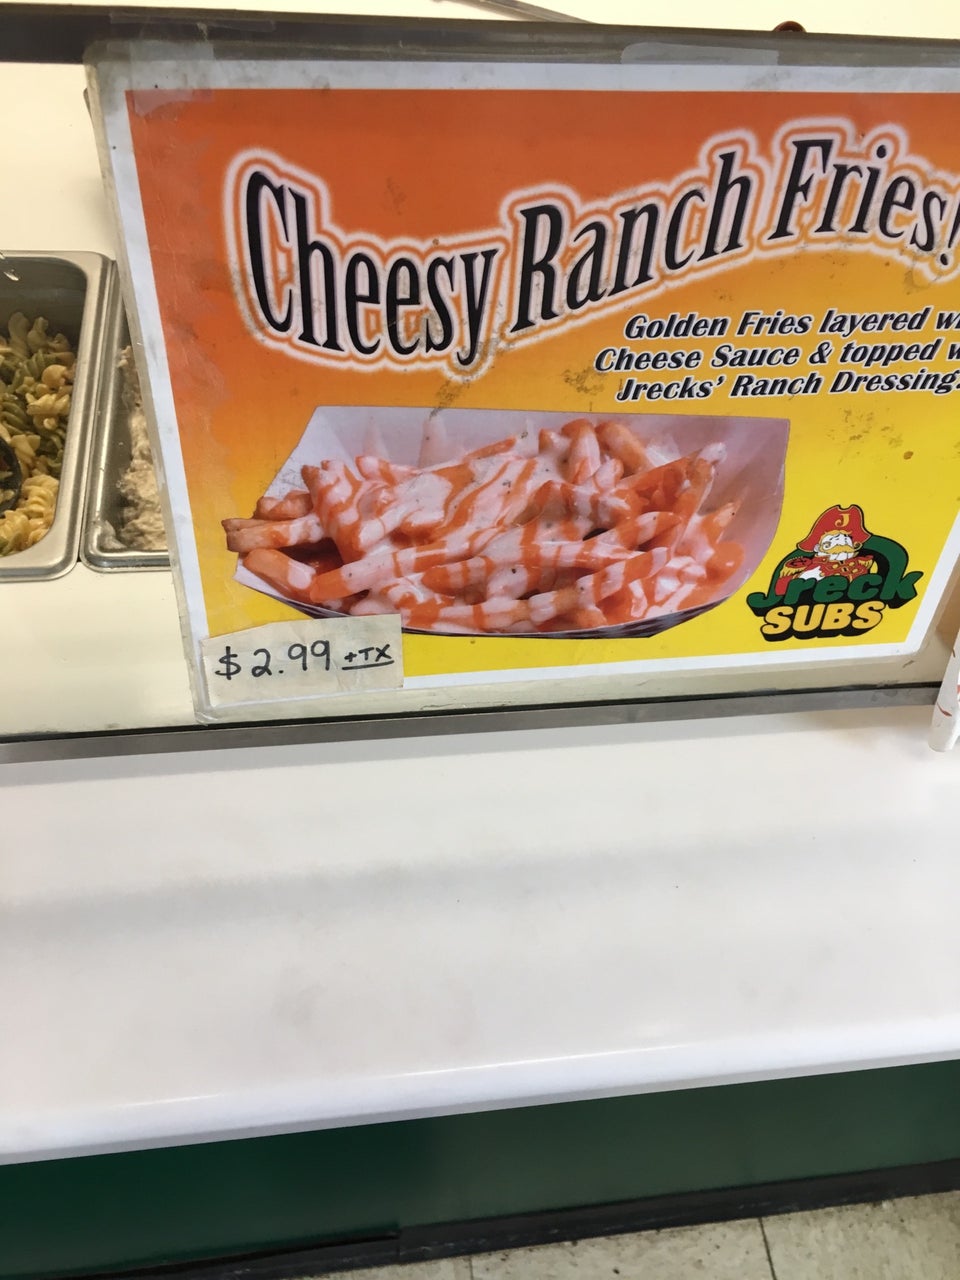 Cheesy Ranch Fries!
Golden Fries layered
Cheese Sauce & topped
Jrecks' Ranch Dressing
J
Jreck
SUBS
$2.99 +TX